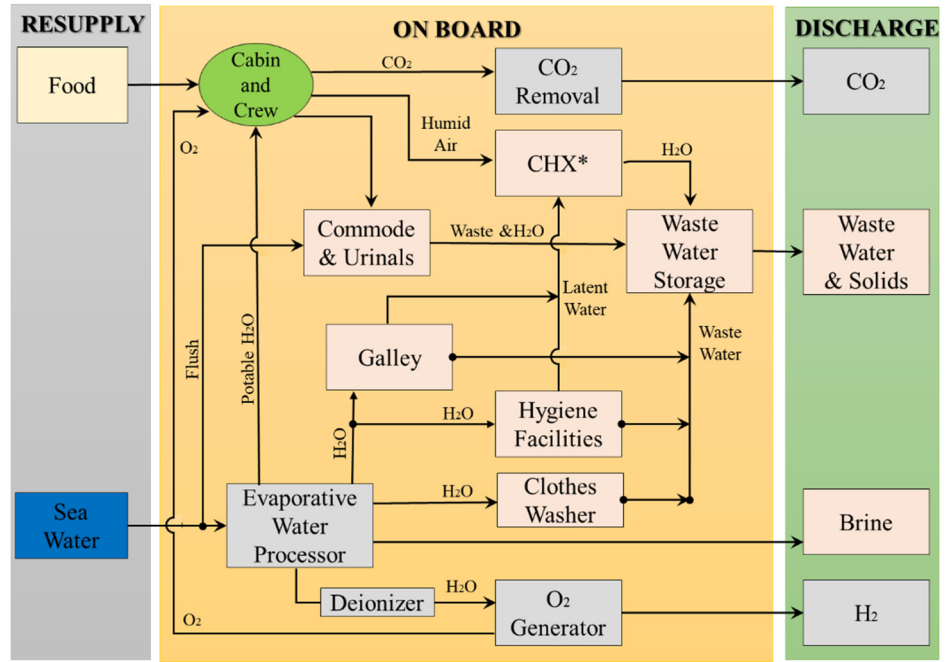 RESUPPLY
ON BOARD
DISCHARGE
Food
Cabin
and
Crew
CO₂
CO₂
Removal
CO₂
O₂
Humid
Air
CHX*
H₂O
Commode
& Urinals
Waste &H₂O
Waste
Water
Storage
Waste
Water
& Solids
Latent
Water
Flush
Potable H₂O
Galley
Waste
Water
H₂O
H₂O
Hygiene
Facilities
Sea
Water
Evaporative
Water
Processor
H₂O
Clothes
Washer
Brine
Deionizer
H₂O
O₂
Generator
H₂
O₂